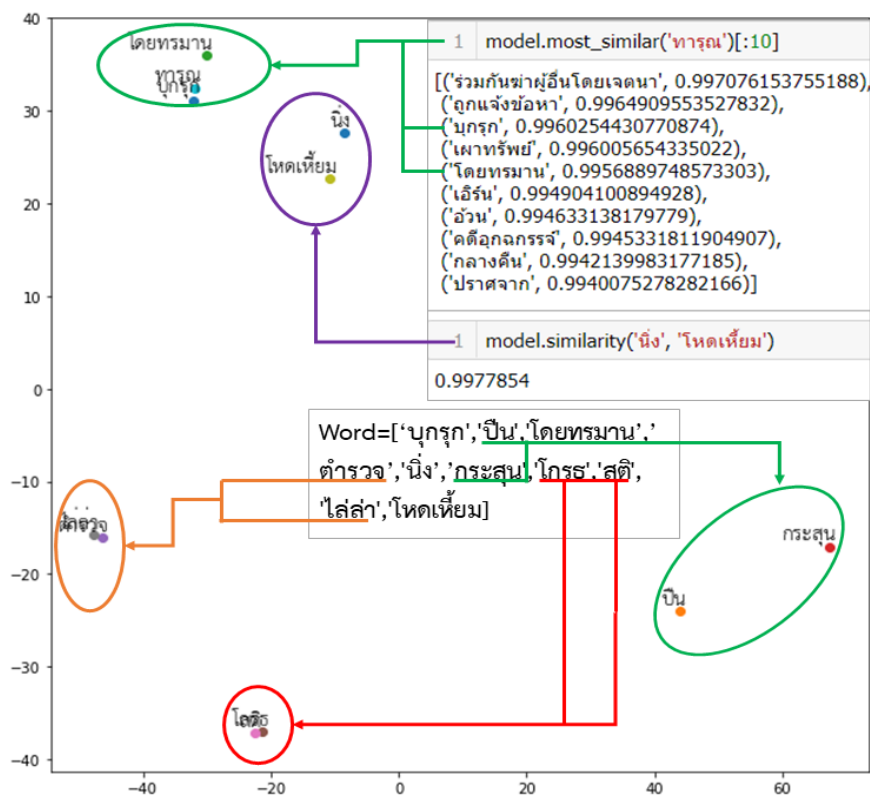 40
30
20
10
0
−10
−20
−30
−40
−40
−20
0
20
40
60
โดยทรมาน
ทารุณ
บุกรุก
นิ่ง
โหดเหี้ยม
1 model.most_similar('ทารุณ')[:10]
[('ร่วมกันฆ่าผู้อื่นโดยเจตนา', 0.997076153755188),
('ถูกแจ้งข้อหา', 0.9964909553527832),
('บุกรุก', 0.9960254430770874),
('เผาทรัพย์', 0.996005654335022),
('โดยทรมาน', 0.9956889748573303),
('เอิร์น', 0.994904100894928),
('อ้วน', 0.994633138179779),
('คดีอุกฉกรรจ์', 0.99453318119049​07),
('กลางคืน', 0.9942139983177185),
('ปราศจาก', 0.9940075278282166)]
1 model.similarity('นิ่ง', 'โหดเหี้ยม')
0.9977854
Word=['บุกรุก','ปืน','โดยทรมาน','
ตำรวจ','นิ่ง','กระสุน','โกรธ','สติ',
'ไล่ล่า','โหดเหี้ยม]
กระสุน
ปืน